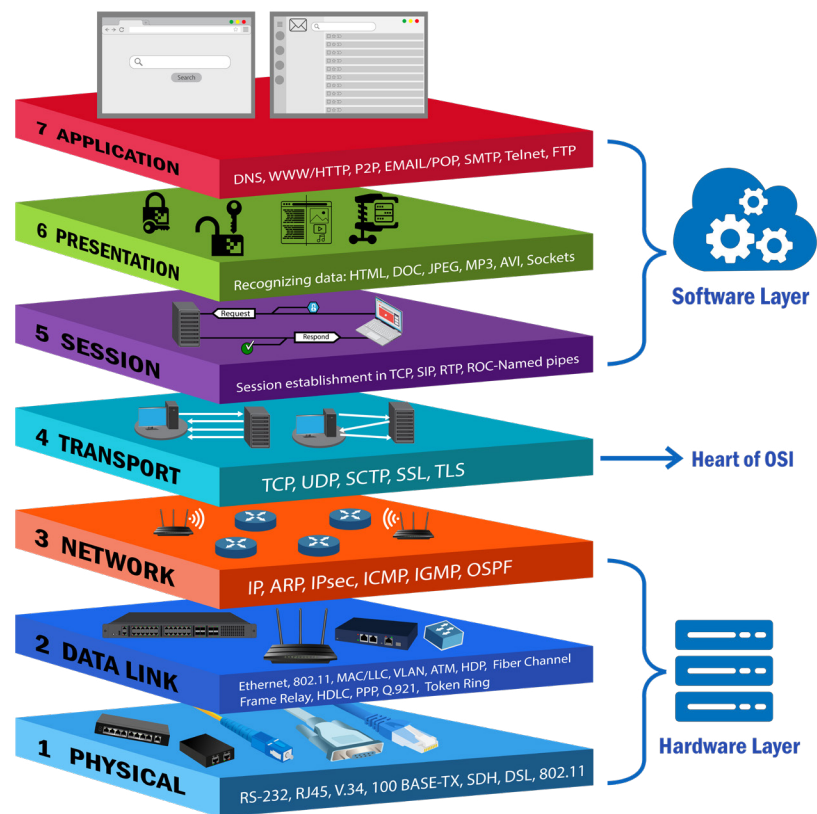 Search
7 APPLICATION
DNS, WWW/HTTP, P2P, EMAIL/POP, SMTP, Telnet, FTP
6 PRESENTATION
Recognizing data: HTML, DOC, JPEG, MP3, AVI, Sockets
Software Layer
Request
Respond
5 SESSION
Session establishment in TCP, SIP, RTP, ROC-Named pipes
4 TRANSPORT
TCP, UDP, SCTP, SSL, TLS
Heart of OSI
3 NETWORK
IP, ARP, IPsec, ICMP, IGMP, OSPF
2 DATA LINK
Ethernet, 802.11, MAC/LLC, VLAN, ATM, HDP, Fiber Channel
Frame Relay, HDLC, PPP, Q.921, Token Ring
Hardware Layer
1 PHYSICAL
RS-232, RJ45, V.34, 100 BASE-TX, SDH, DSL, 802.11